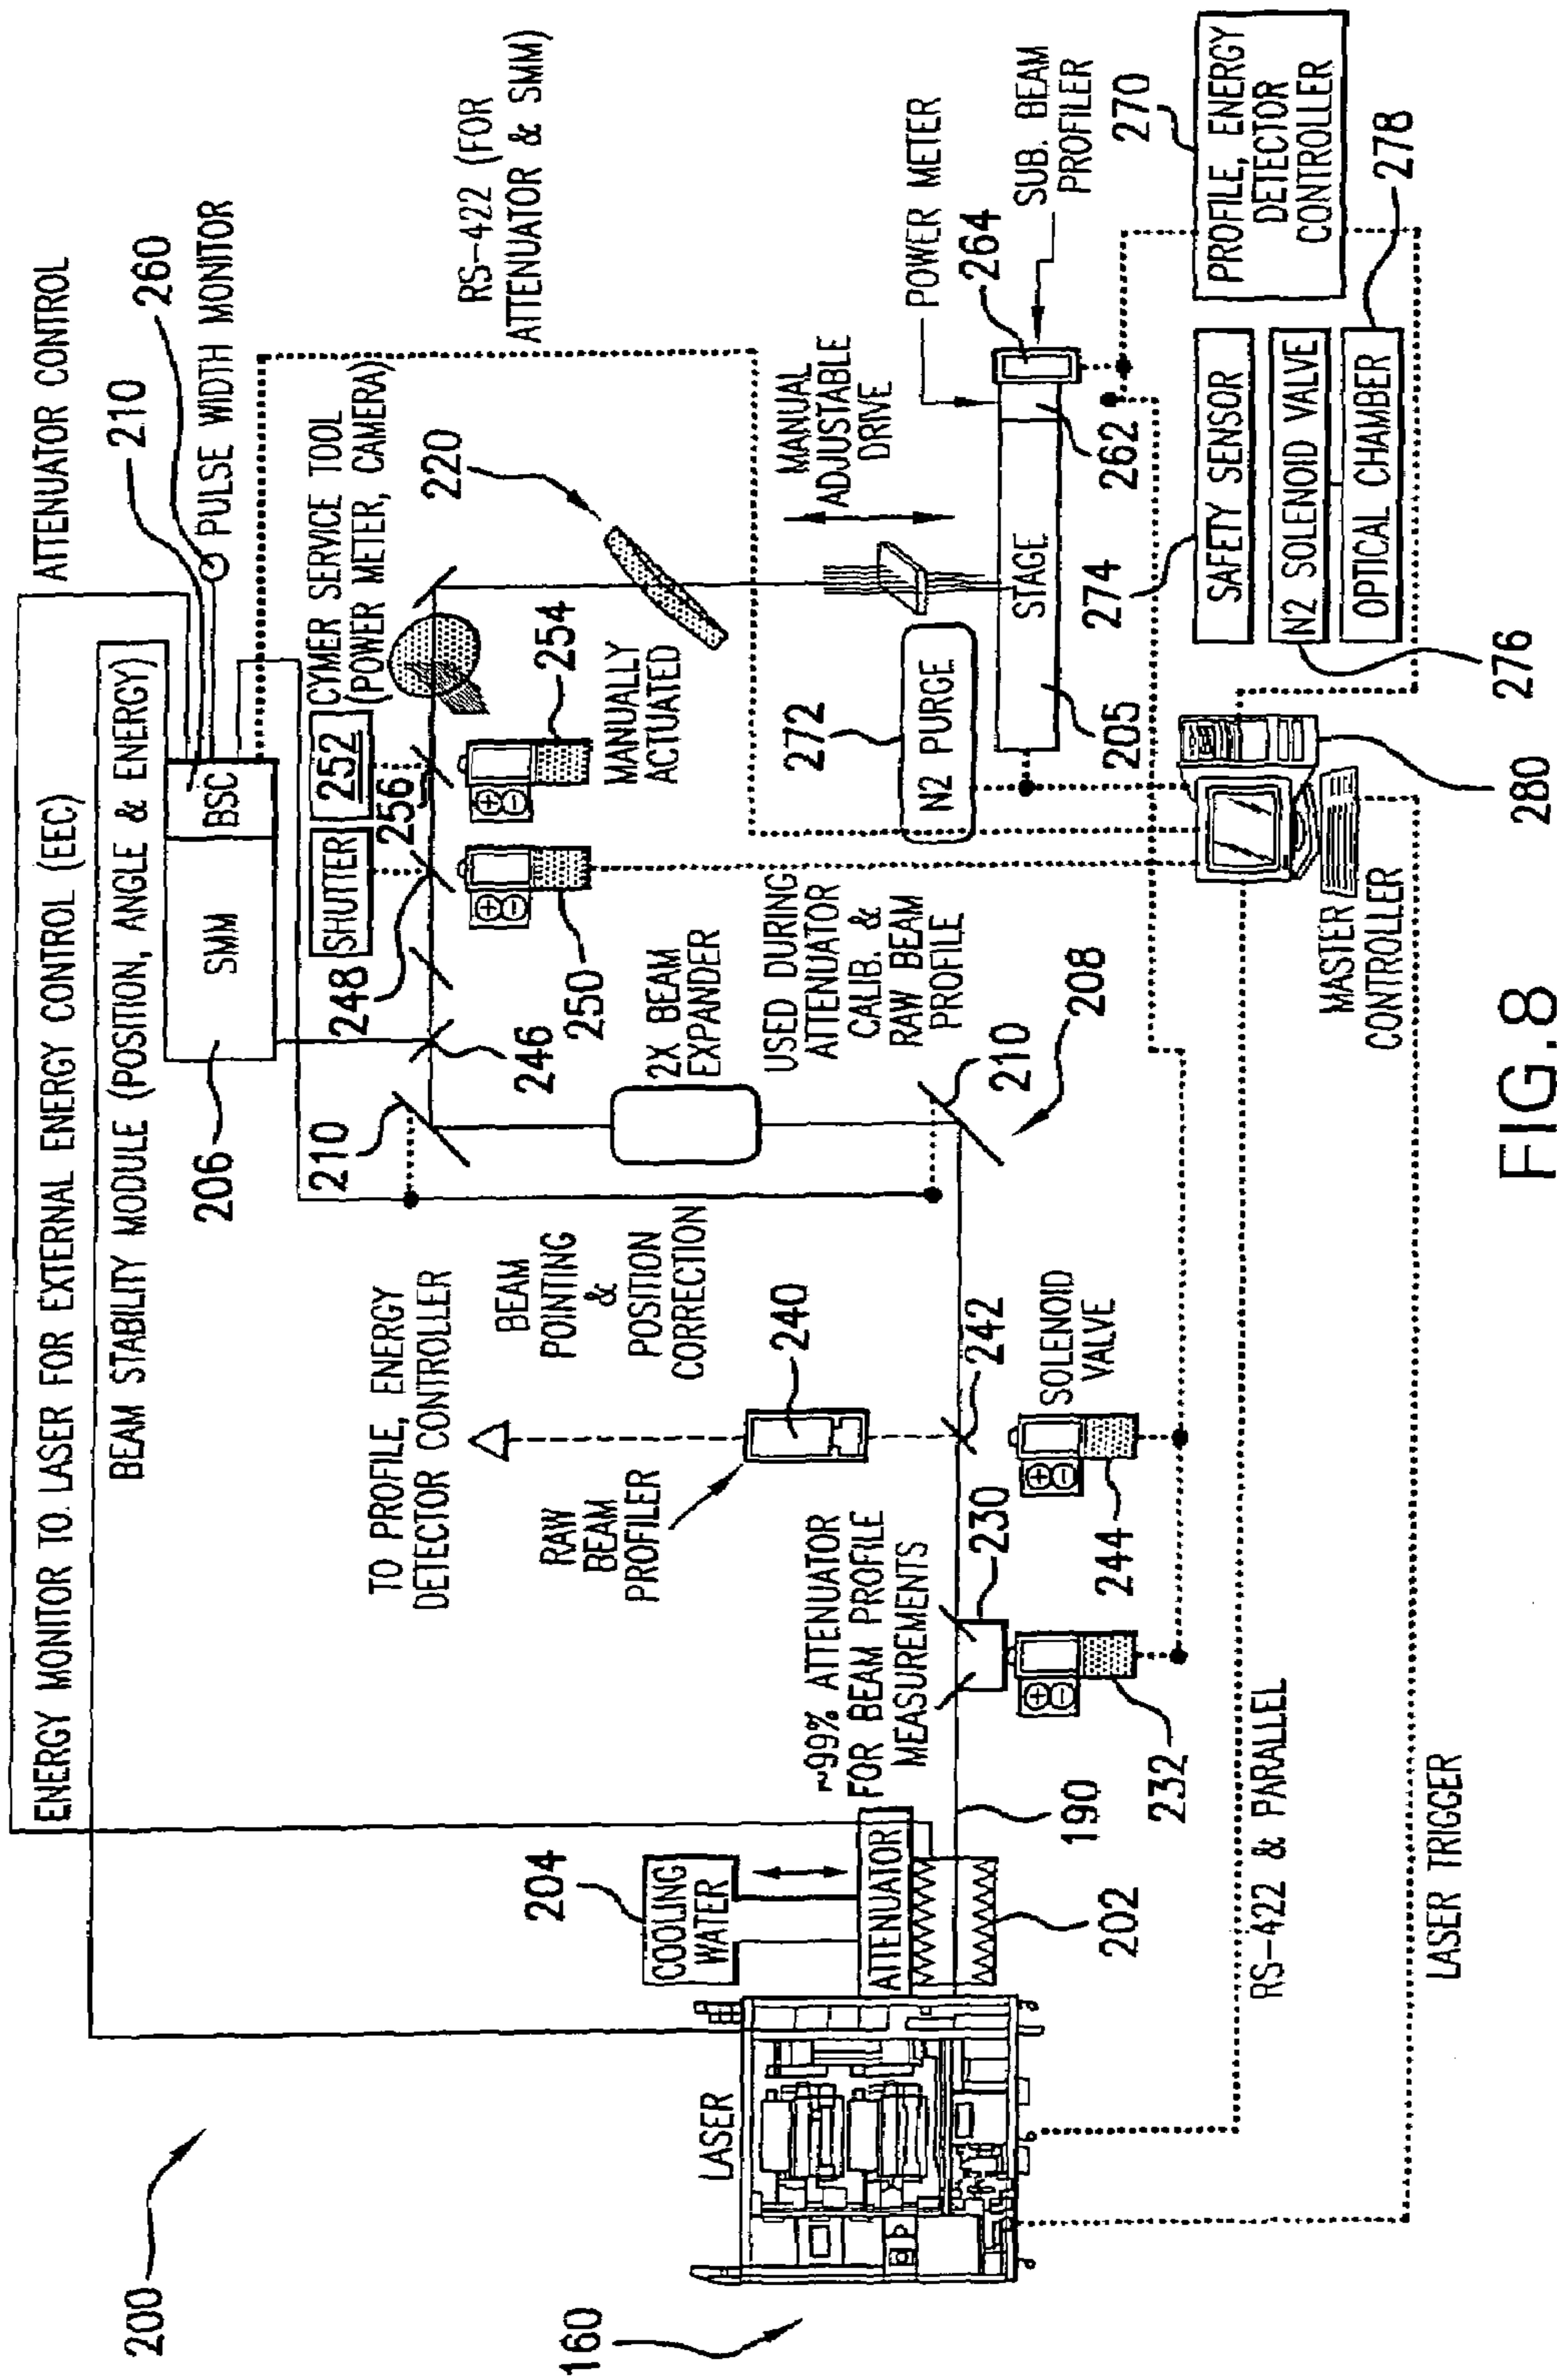 200
160
LASER
ENERGY MONITOR TO LASER FOR EXTERNAL ENERGY CONTROL (EEC)
BEAM STABILITY MODULE (POSITION, ANGLE & ENERGY)
ATTENUATOR CONTROL
210
260
PULSE WIDTH MONITOR
206
SMM
BSC
RS-422 (FOR
ATTENUATOR & SMM)
204
COOLING
WATER
ATTENUATOR
202
190
~99% ATTENUATOR
FOR BEAM PROFILE
MEASUREMENTS
230
232
TO PROFILE, ENERGY
DETECTOR CONTROLLER
RAW
BEAM
PROFILER
240
242
244
SOLENOID
VALVE
BEAM
POINTING
&
POSITION
CORRECTION
210
246
248
SHUTTER
252
256
CYMER SERVICE TOOL
(POWER METER, CAMERA)
250
254
MANUALLY
ACTUATED
220
2X BEAM
EXPANDER
USED DURING
ATTENUATOR
CALIB. &
RAW BEAM
PROFILE
210
208
272
N2 PURGE
MANUAL
ADJUSTABLE
DRIVE
STAGE
205
POWER METER
264
262
SUB. BEAM
PROFILER
270
PROFILE, ENERGY
DETECTOR
CONTROLLER
274
SAFETY SENSOR
N2 SOLENOID VALVE
OPTICAL CHAMBER
278
276
280
MASTER
CONTROLLER
RS-422 & PARALLEL
LASER TRIGGER
FIG.8